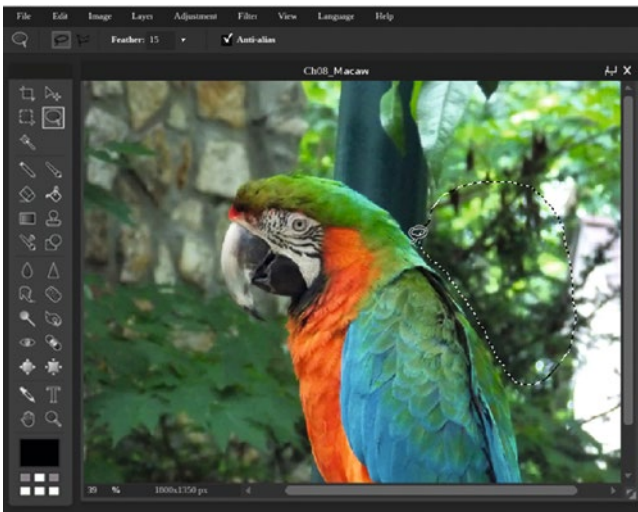 File Edit Image Layer Adjustment Filter View Language Help
Feather: 15 Anti-alias
Ch08_Macaw
39 % 1800x1350 px